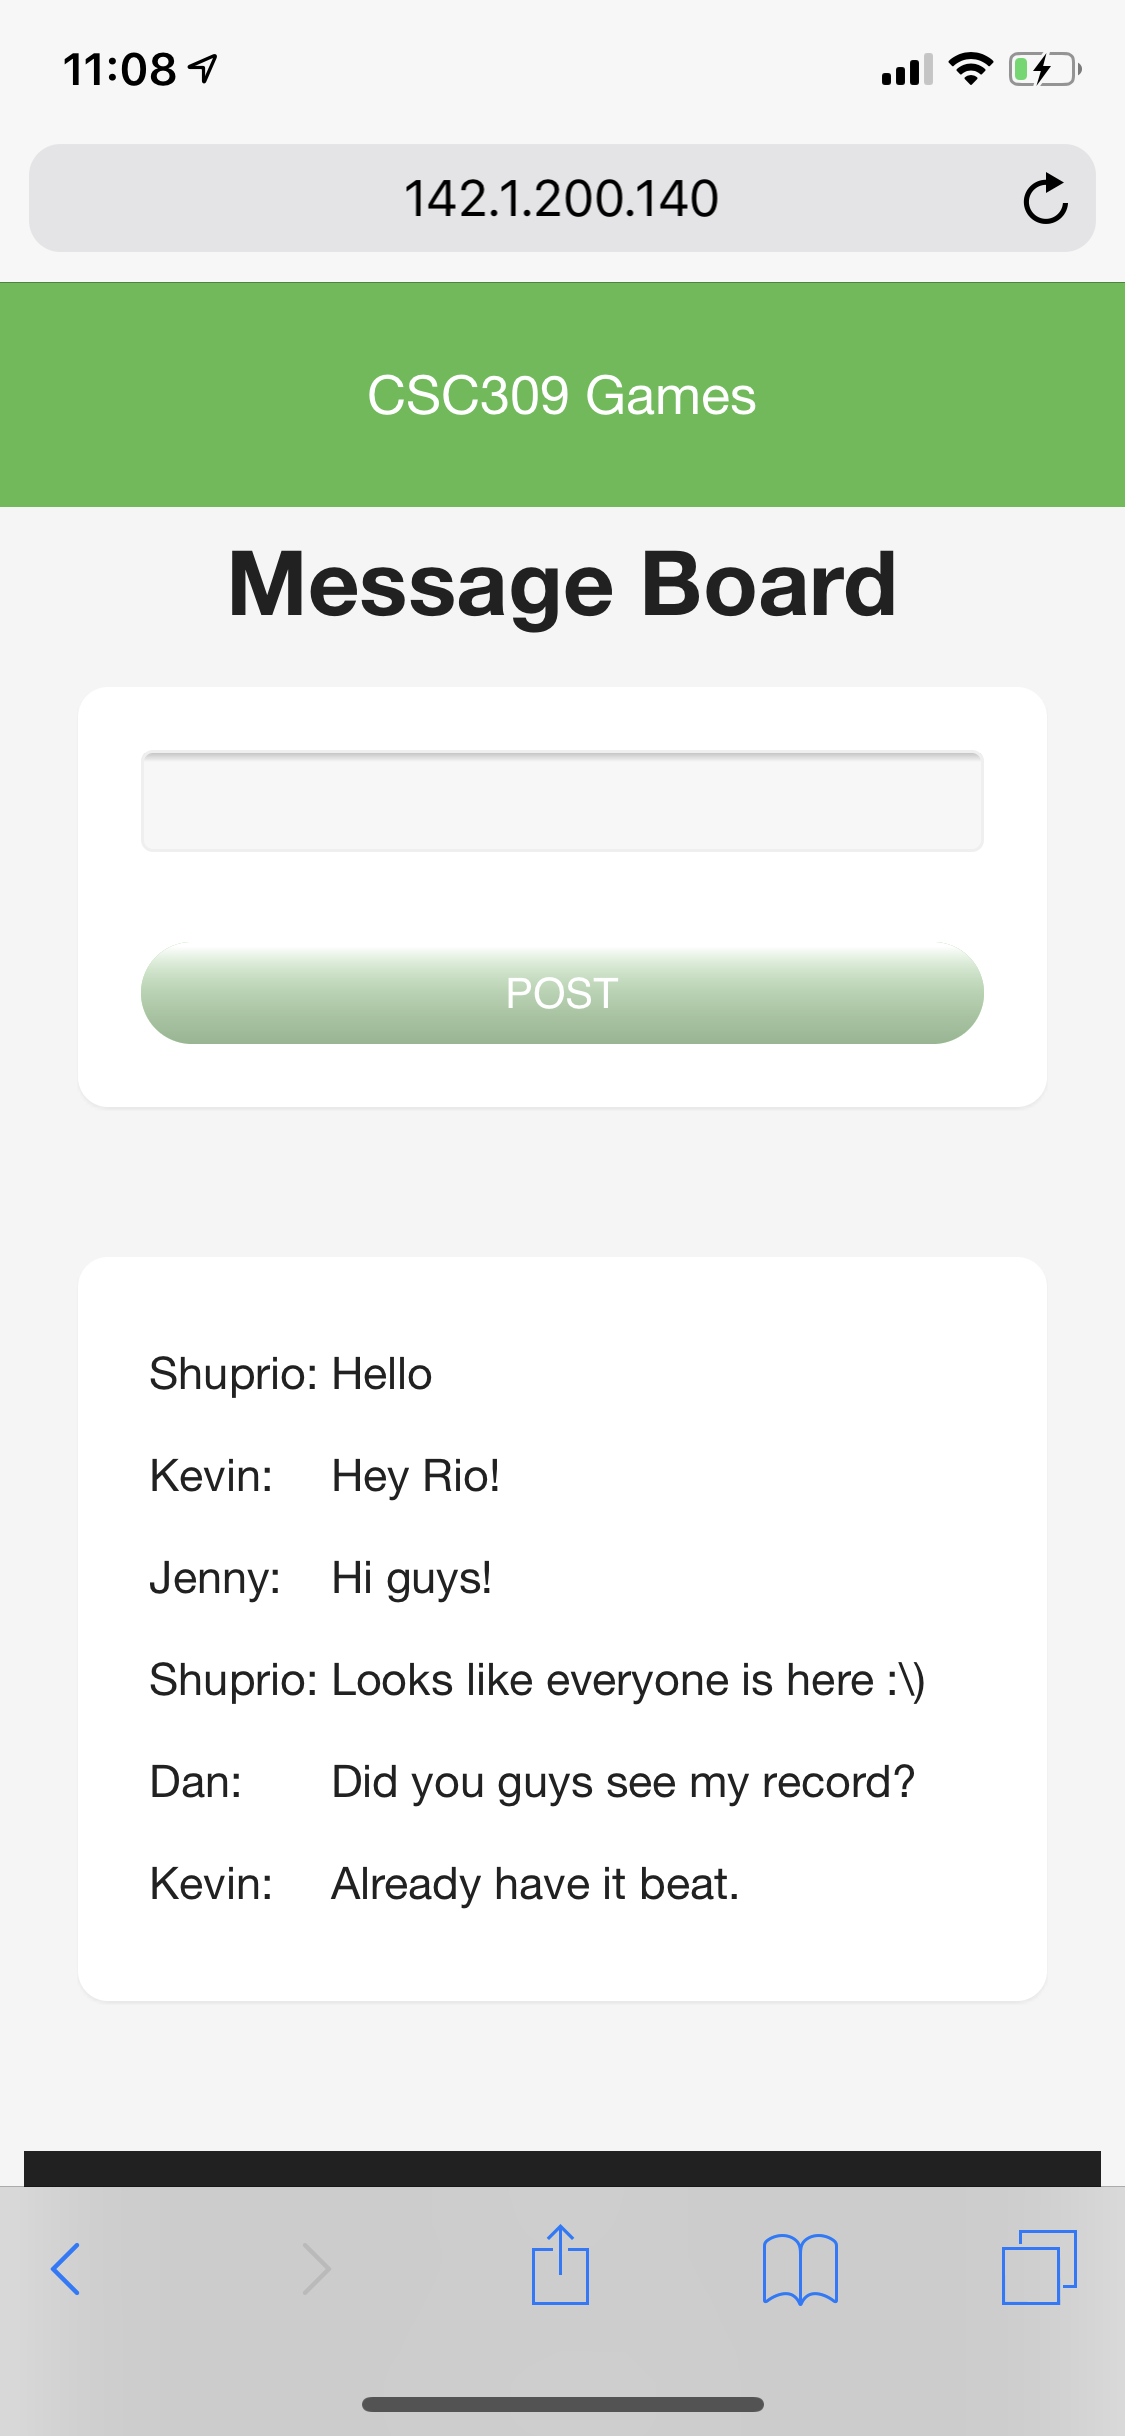 11:08
142.1.200.140
CSC309 Games
Message Board
POST
Shuprio: Hello
Kevin: Hey Rio!
Jenny: Hi guys!
Shuprio: Looks like everyone is here :\)
Dan: Did you guys see my record?
Kevin: Already have it beat.